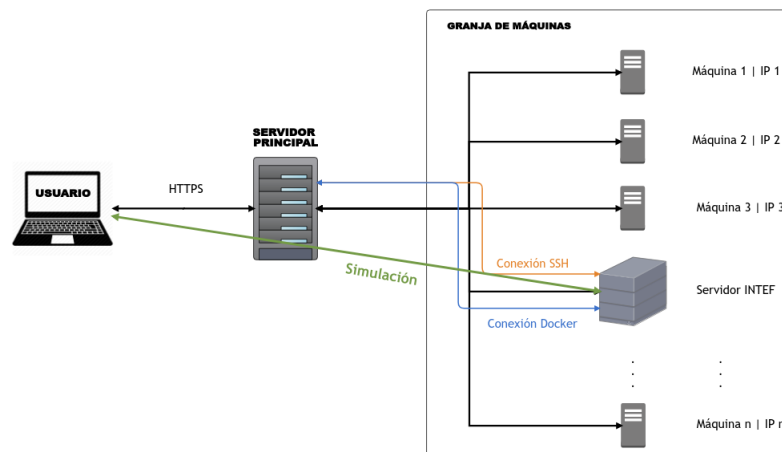 GRANJA DE MÁQUINAS
Máquina 1 | IP 1
SERVIDOR
PRINCIPAL
Máquina 2 | IP 2
USUARIO
HTTPS
Máquina 3 | IP 3
Conexión SSH
Simulación
Servidor INTEF
Conexión Docker
. .
. .
. .
Máquina n | IP n